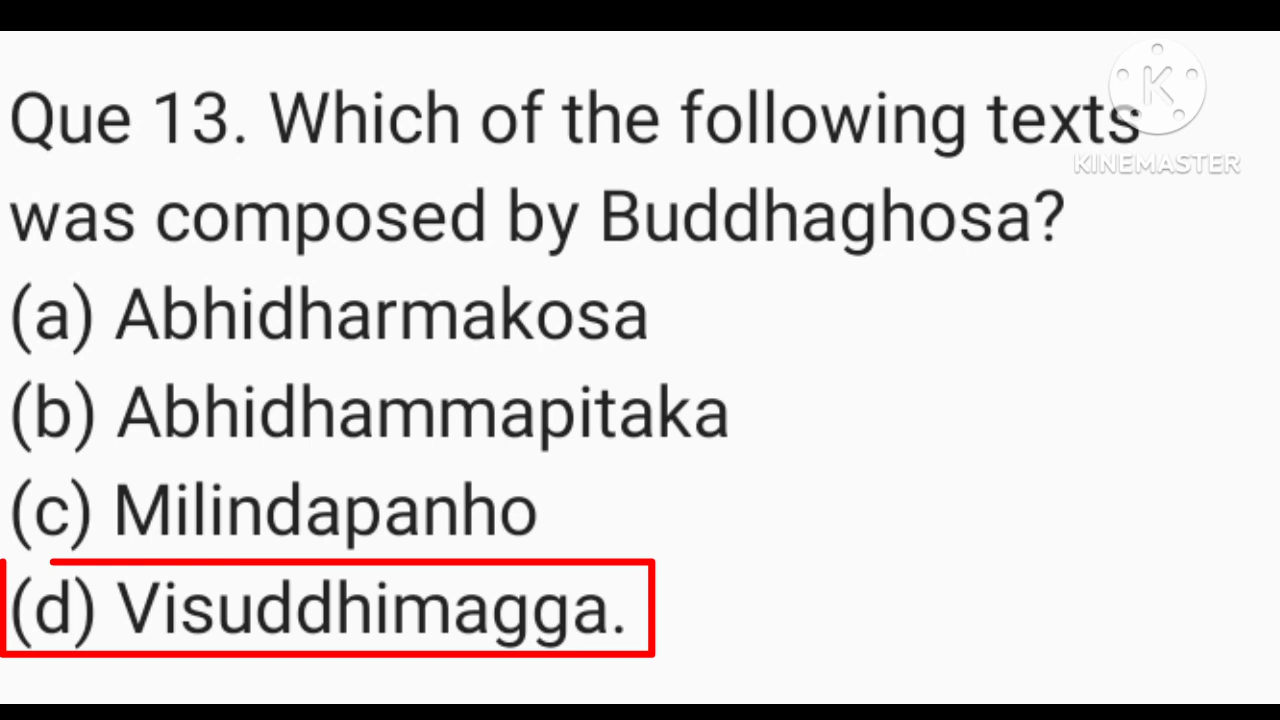 Que 13. Which of the following texts
KINEMASTER
was composed by Buddhaghosa?
(a) Abhidharmakosa
(b) Abhidhammapitaka
(c) Milindapanho
(d) Visuddhimagga.